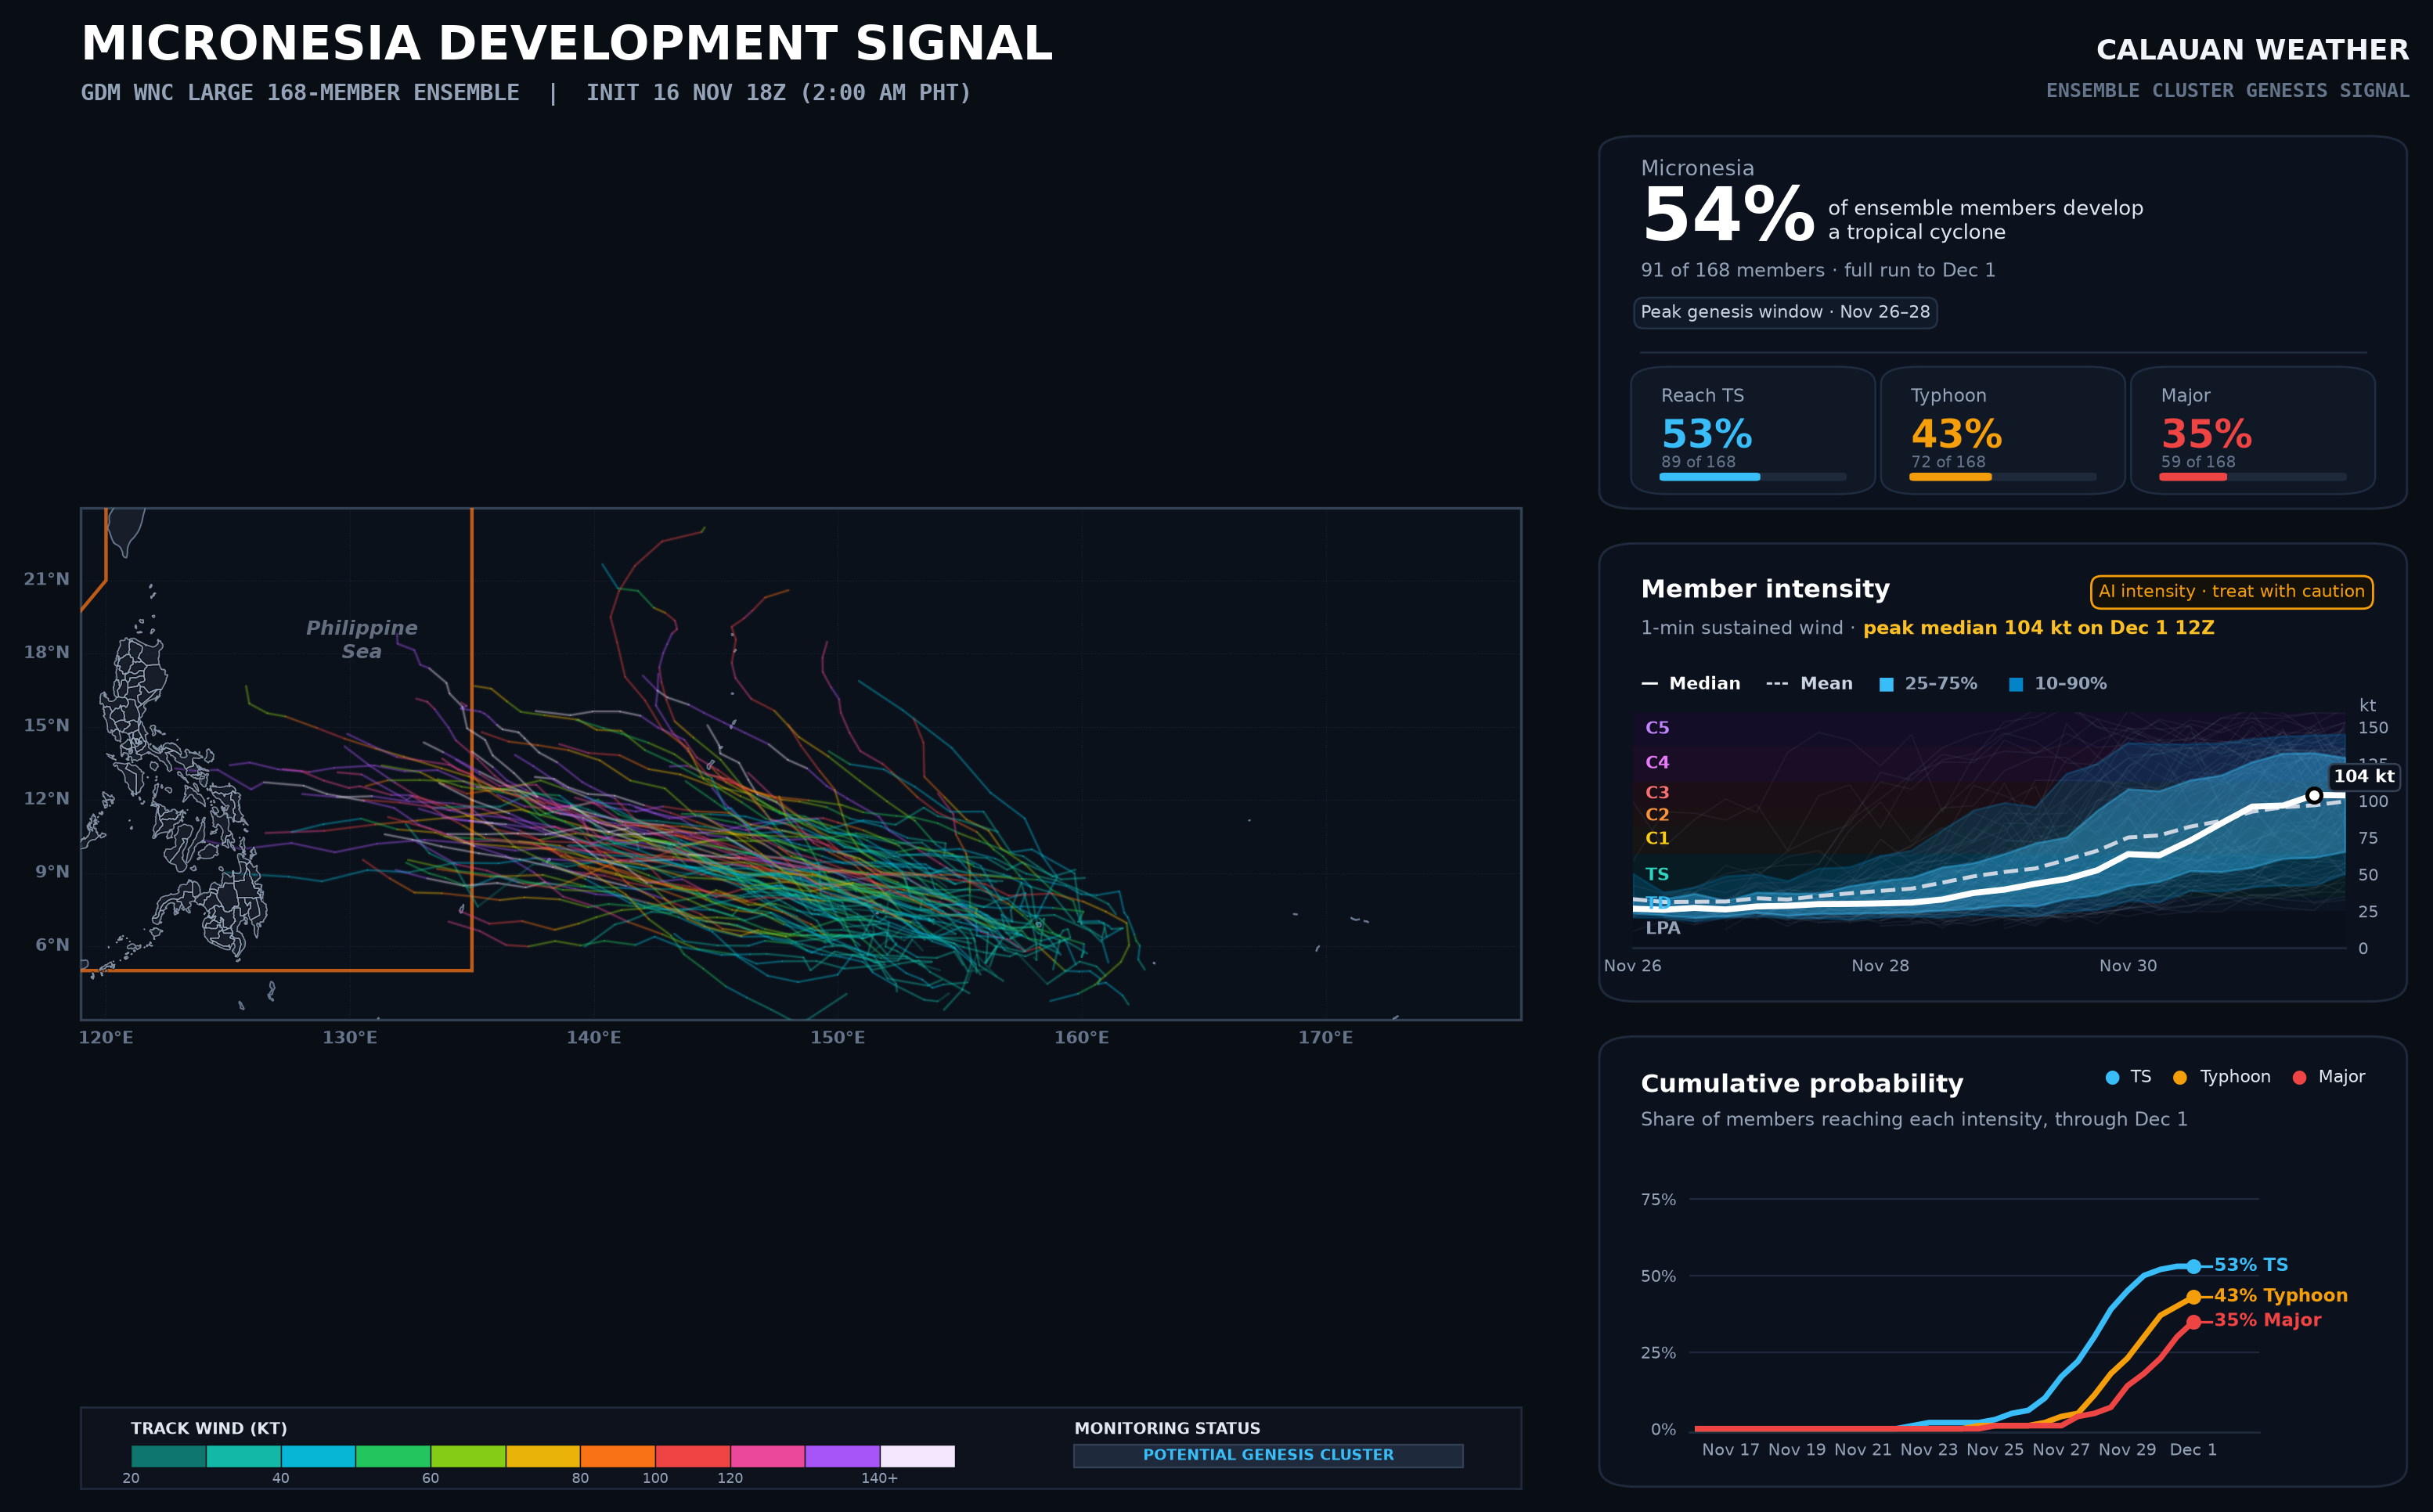 MICRONESIA DEVELOPMENT SIGNAL
GDM WNC LARGE 168-MEMBER ENSEMBLE | INIT 16 NOV 18Z (2:00 AM PHT)
CALAUAN WEATHER
ENSEMBLE CLUSTER GENESIS SIGNAL
Philippine
Sea
21°N
18°N
15°N
12°N
9°N
6°N
120°E
130°E
140°E
150°E
160°E
170°E
TRACK WIND (KT)
20
40
60
80
100
120
140+
MONITORING STATUS
POTENTIAL GENESIS CLUSTER
Micronesia
54%
of ensemble members develop
a tropical cyclone
91 of 168 members · full run to Dec 1
Peak genesis window · Nov 26–28
Reach TS
53%
89 of 168
Typhoon
43%
72 of 168
Major
35%
59 of 168
Member intensity
AI intensity · treat with caution
1-min sustained wind · peak median 104 kt on Dec 1 12Z
Median
Mean
25–75%
10–90%
kt
C5
C4
C3
C2
C1
TS
TD
LPA
150
125
104 kt
100
75
50
25
0
Nov 26
Nov 28
Nov 30
Cumulative probability
TS
Typhoon
Major
Share of members reaching each intensity, through Dec 1
75%
50%
25%
0%
53% TS
43% Typhoon
35% Major
Nov 17
Nov 19
Nov 21
Nov 23
Nov 25
Nov 27
Nov 29
Dec 1